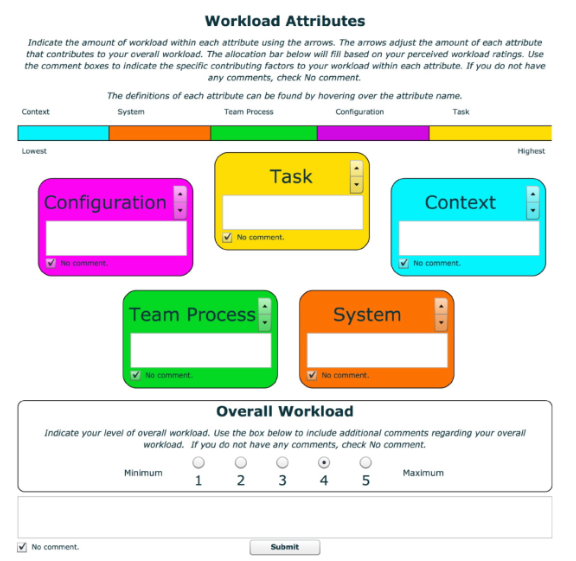 Workload Attributes
Indicate the amount of workload within each attribute using the arrows. The arrows adjust the amount of each attribute
that contributes to your overall workload. The allocation bar below will fill based on your perceived workload ratings. Use
the comment boxes to indicate the specific contributing factors to your workload within each attribute. If you do not have
any comments, check No comment.
The definitions of each attribute can be found by hovering over the attribute name.
Context System Team Process Configuration Task
Lowest Highest
Task
No comment.
Configuration
No comment.
Context
No comment.
Team Process
No comment.
System
No comment.
Overall Workload
Indicate your level of overall workload. Use the box below to include additional comments regarding your overall
workload. If you do not have any comments, check No comment.
Minimum 1 2 3 4 5 Maximum
No comment.
Submit